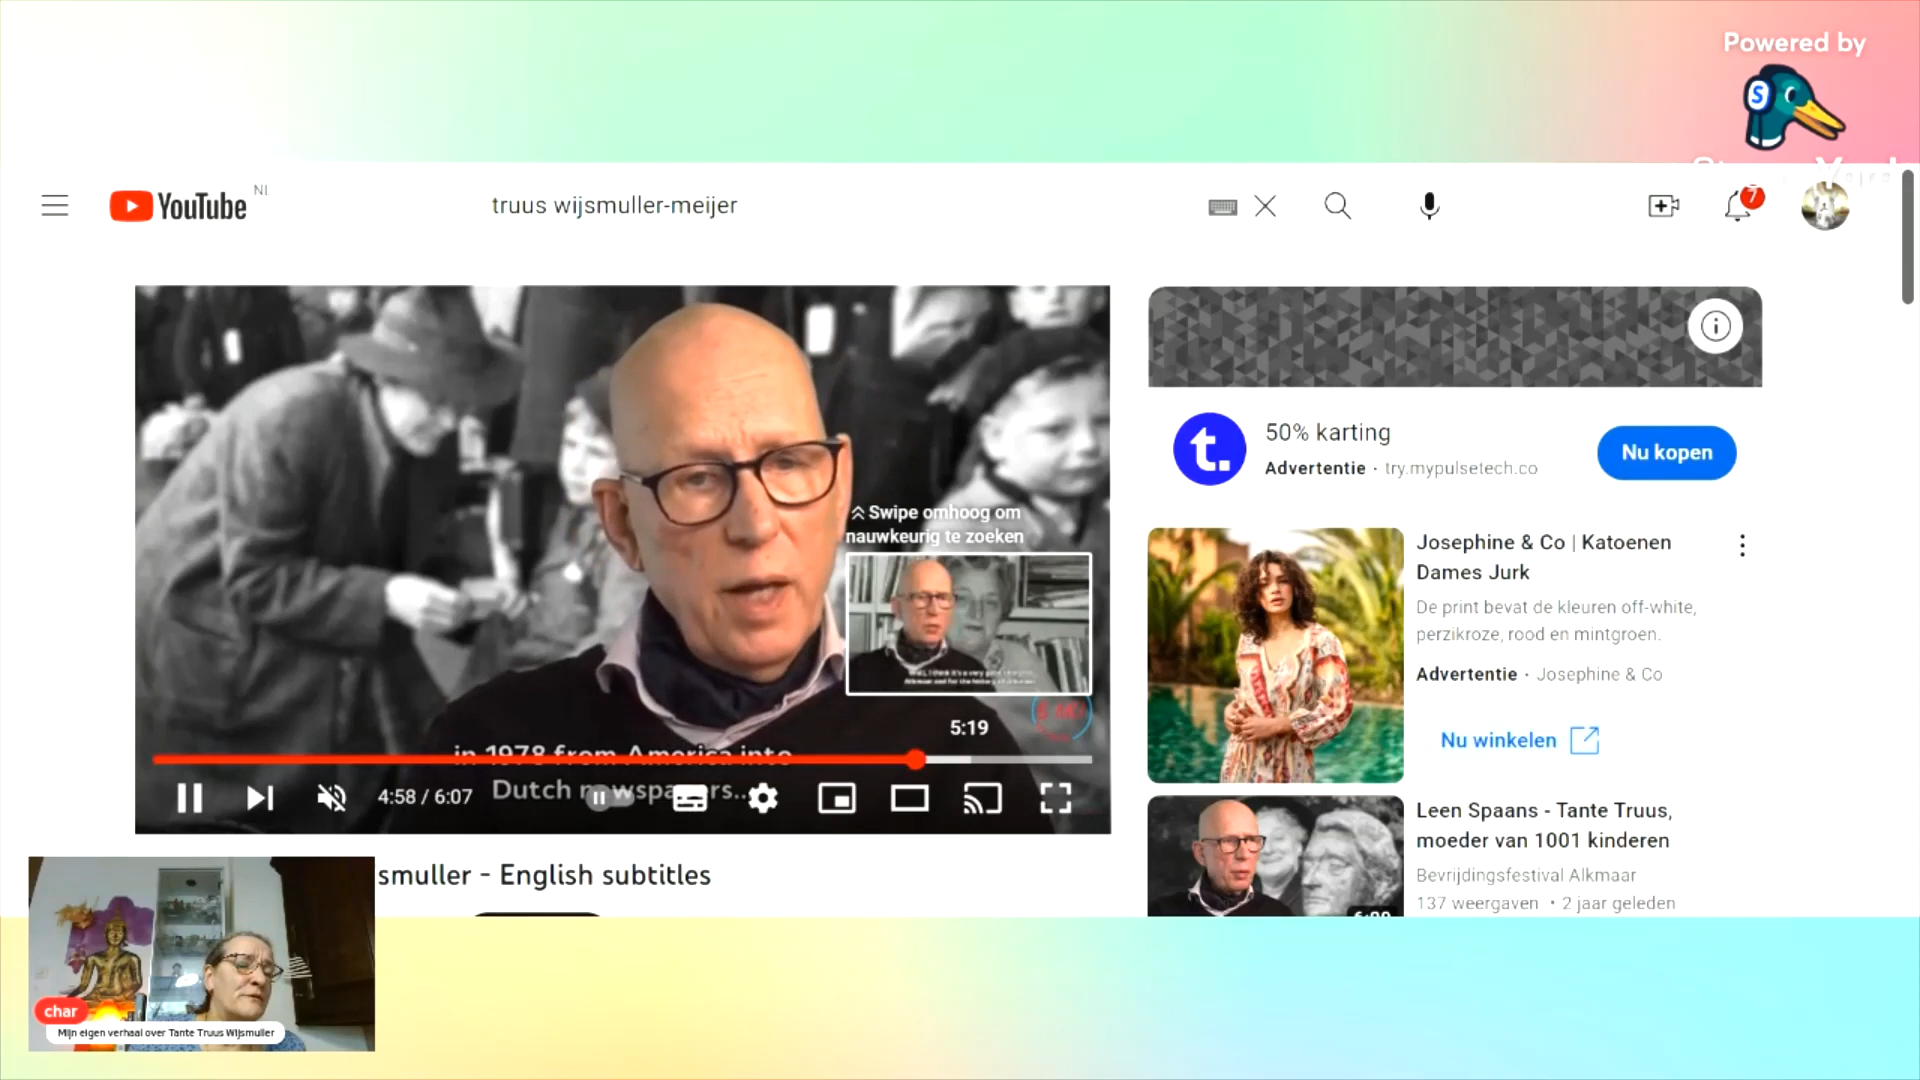 Powered by
S
YouTube NL
truus wijsmuller-meijer
7
50% karting
Advertentie · try.mypulsetech.co
Nu kopen
t.
Swipe omhoog om
nauwkeurig te zoeken
Josephine & Co | Katoenen
Dames Jurk
De print bevat de kleuren off-white,
perzikroze, rood en mintgroen.
Advertentie · Josephine & Co
Nu winkelen
5:19
in 1978 from America into
Dutch newspapers...
4:58 / 6:07
smuller - English subtitles
Leen Spaans - Tante Truus,
moeder van 1001 kinderen
Bevrijdingsfestival Alkmaar
137 weergaven • 2 jaar geleden
char
Mijn eigen verhaal over Tante Truus Wijsmuller